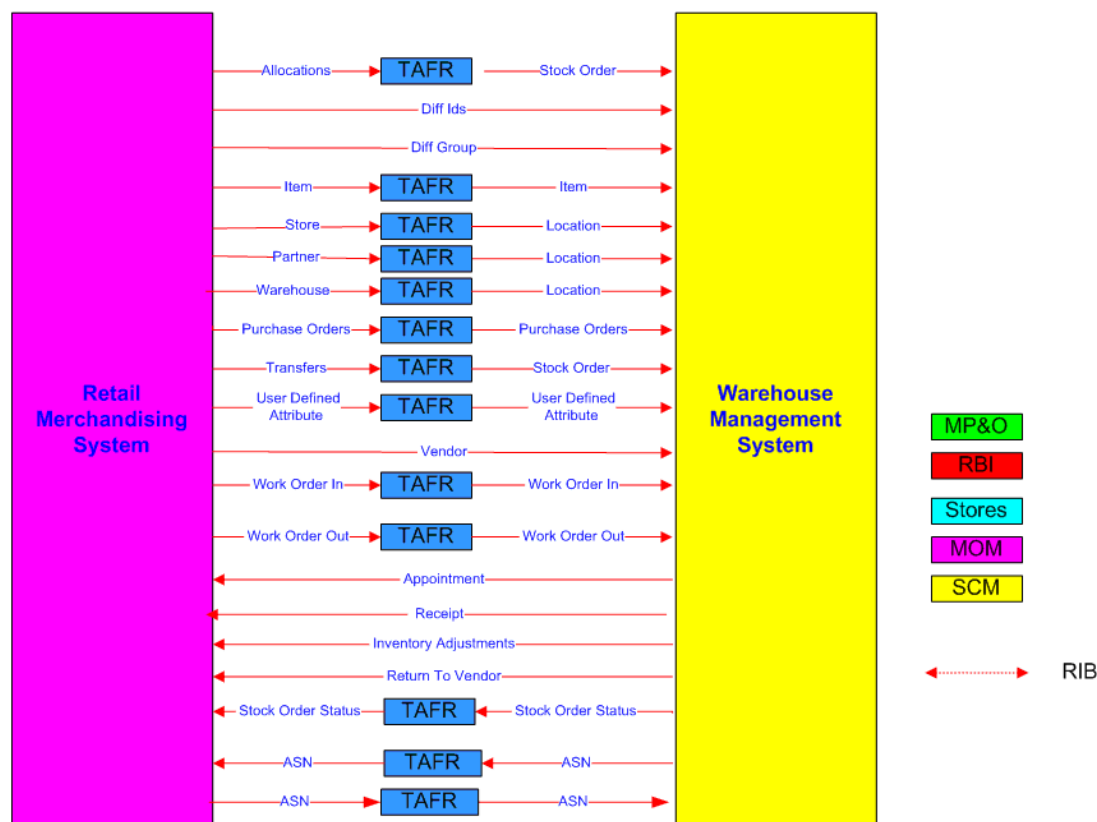 Allocations TAFR Stock Order
Diff Ids
Diff Group
Item TAFR Item
Store TAFR Location
Partner TAFR Location
Warehouse TAFR Location
Purchase Orders TAFR Purchase Orders
Transfers TAFR Stock Order
User Defined
Attribute
TAFR
User Defined
Attribute
Vendor
Work Order In TAFR Work Order In
Work Order Out TAFR Work Order Out
Appointment
Receipt
Inventory Adjustments
Return To Vendor
Stock Order Status TAFR Stock Order Status
ASN TAFR ASN
ASN TAFR ASN
Retail
Merchandising
System
Warehouse
Management
System
MP&O
RBI
Stores
MOM
SCM
RIB